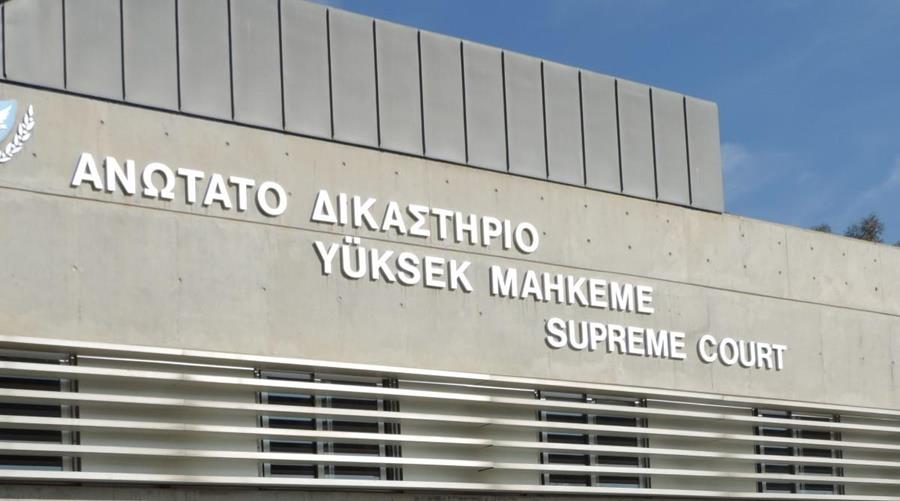 ΑΝΩΤΑΤΟ ΔΙΚΑΣΤΗΡΙΟ
YÜKSEK MAHKEME
SUPREME COURT